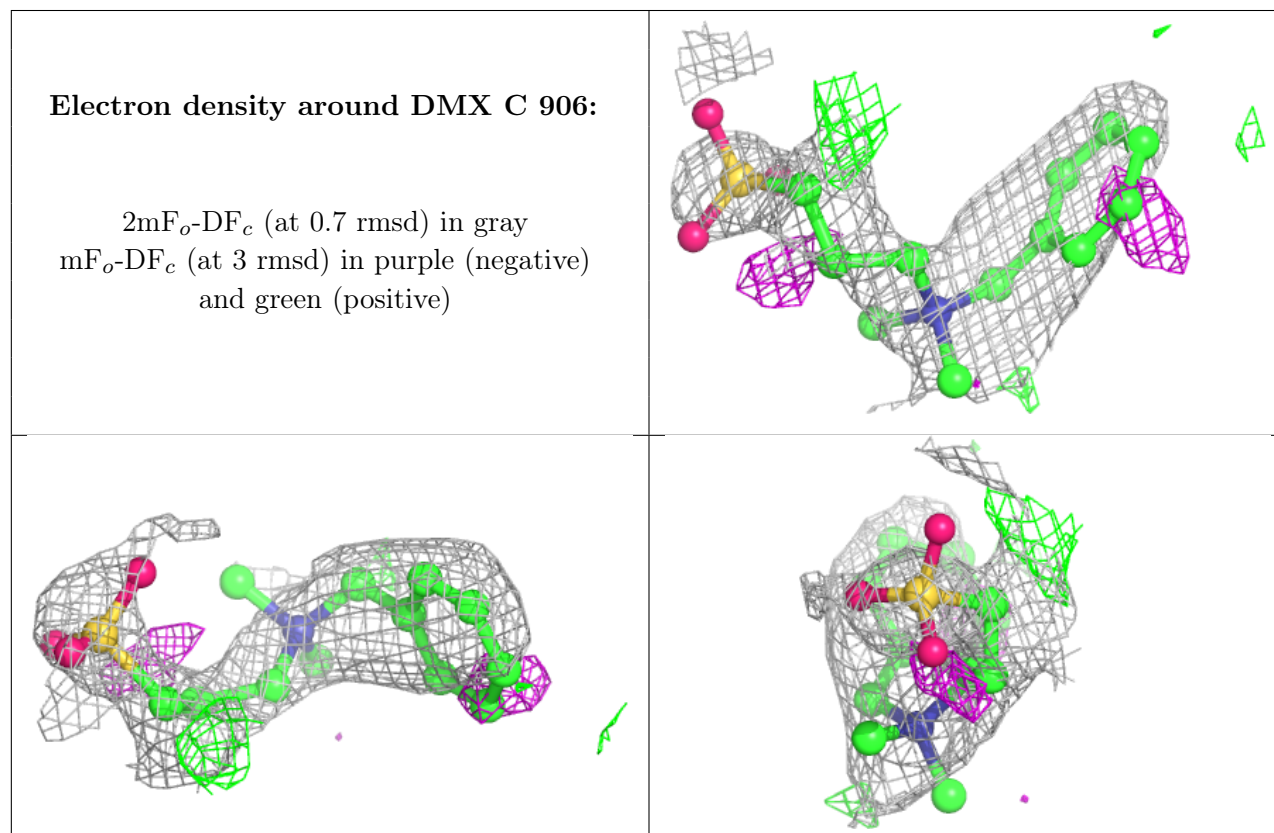 Electron density around DMX C 906:
2mFo-DFc (at 0.7 rmsd) in gray
mFo-DFc (at 3 rmsd) in purple (negative)
and green (positive)